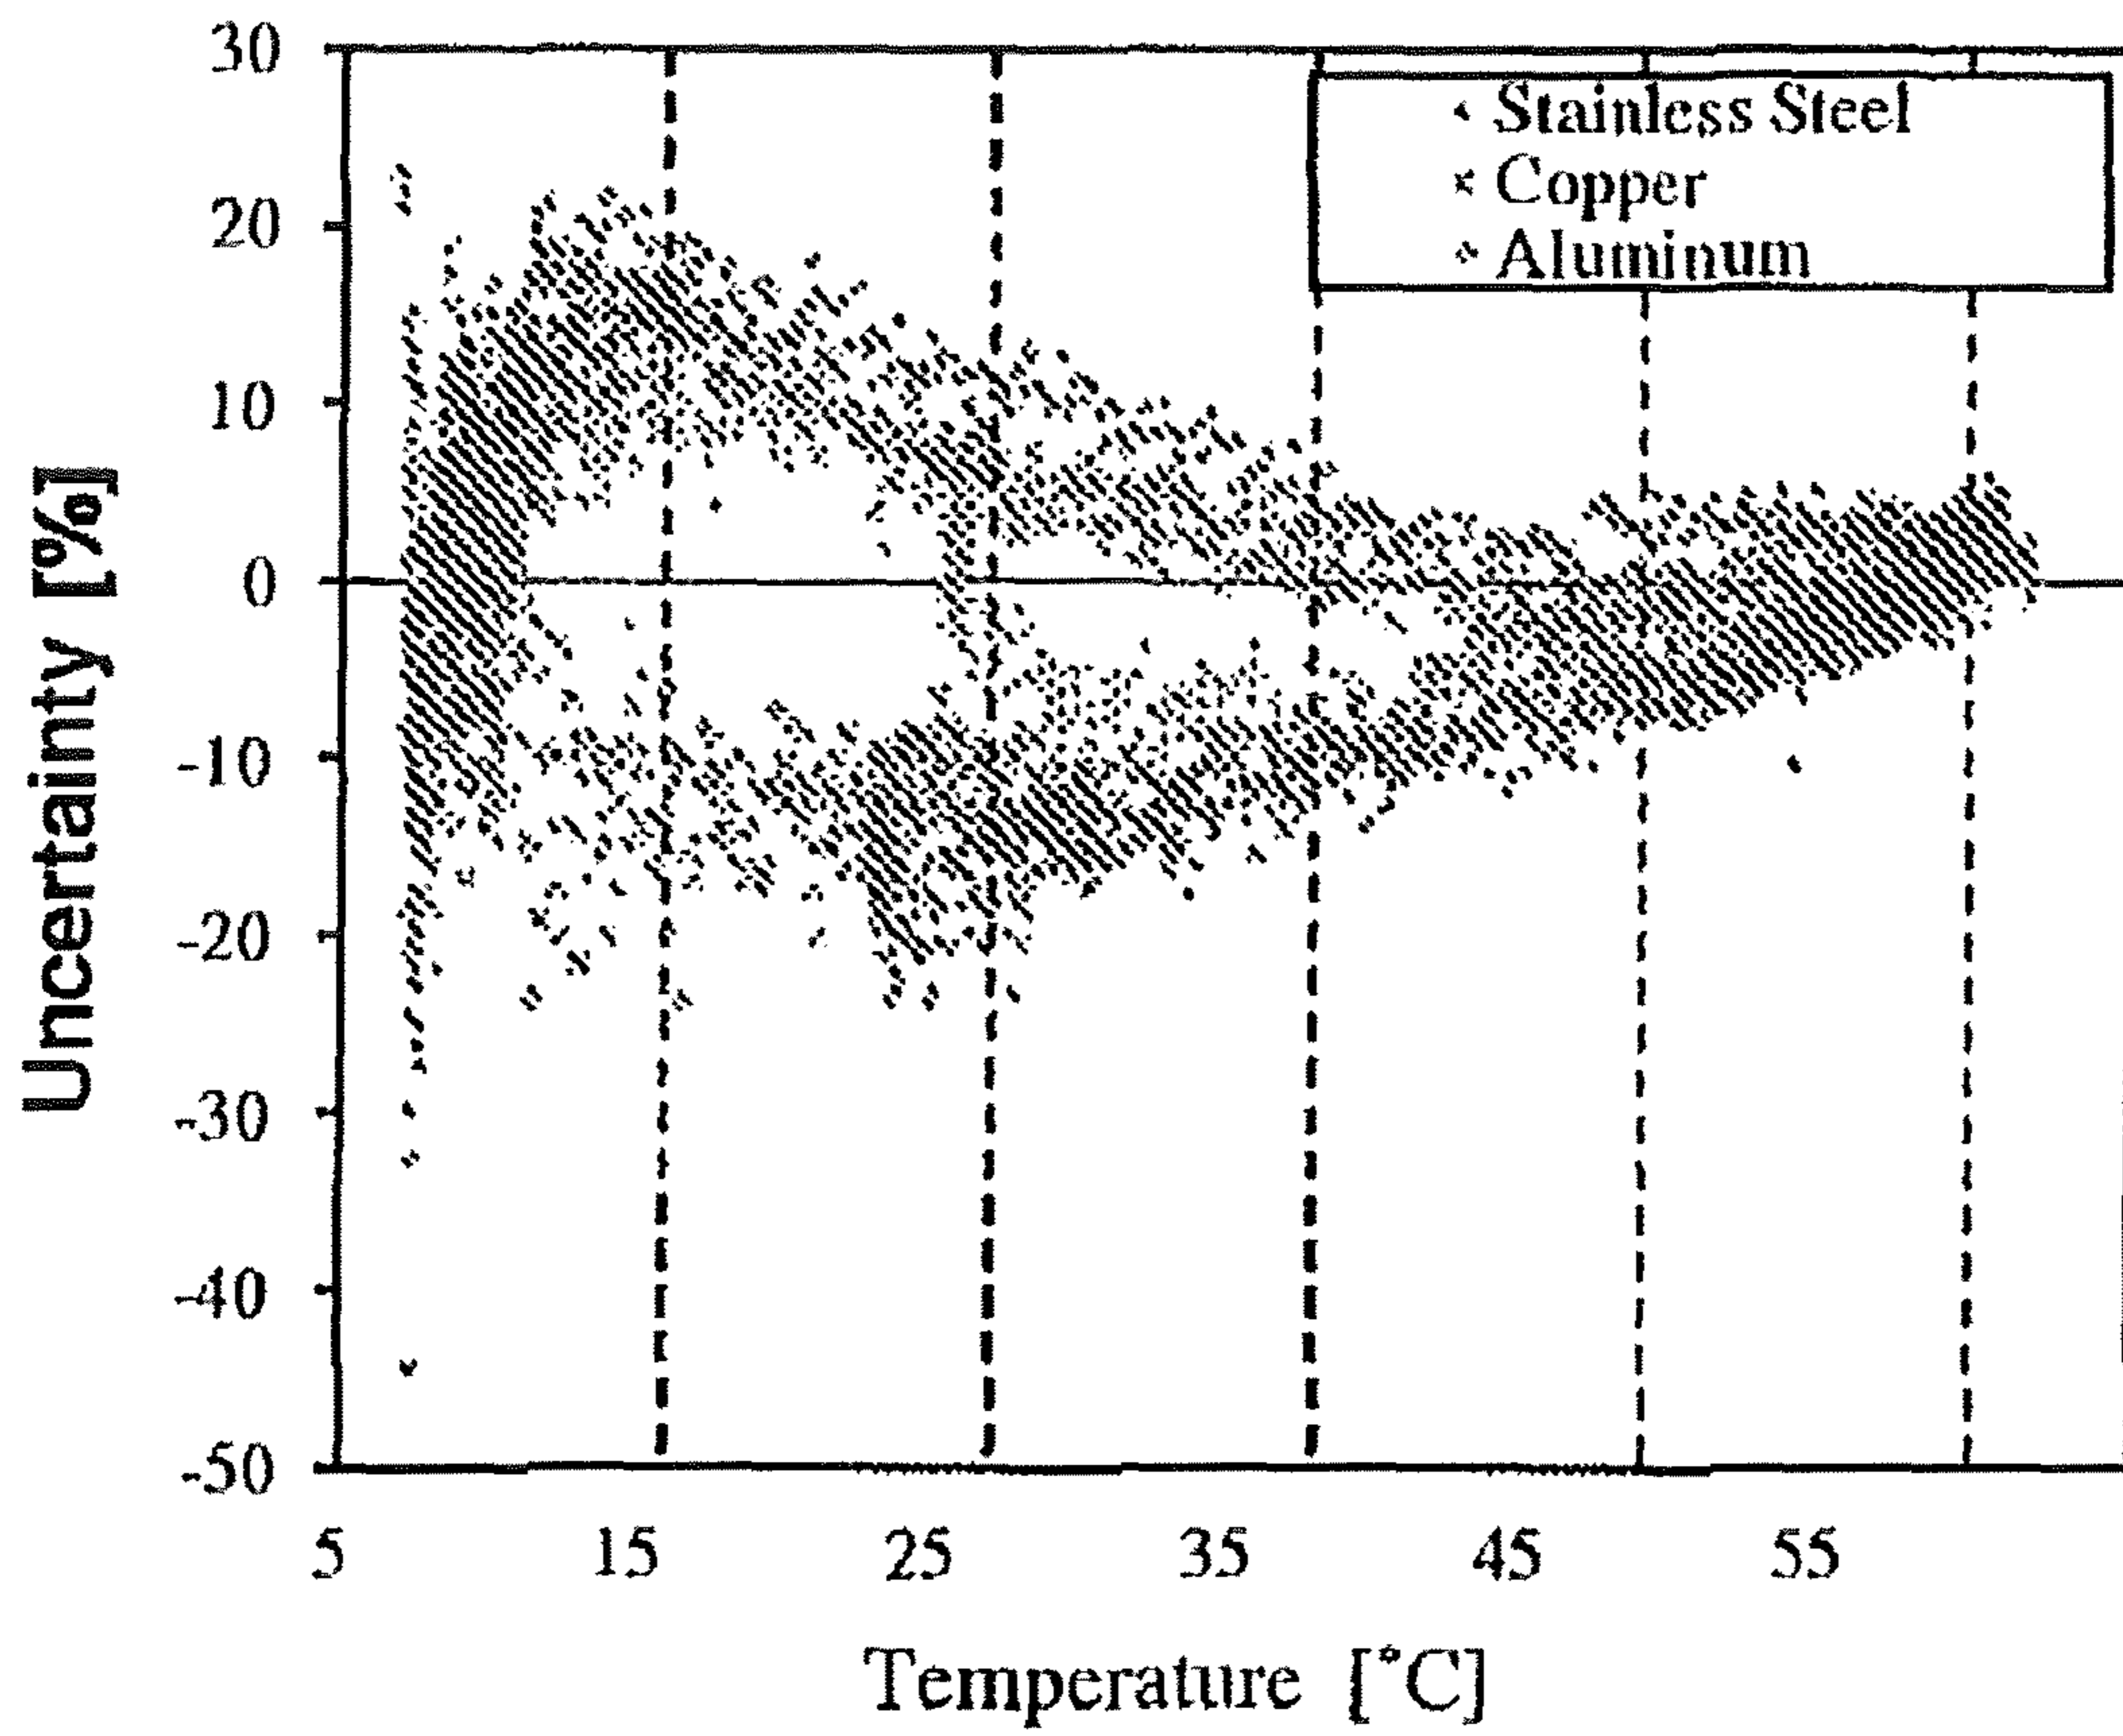 30
Stainless Steel
Copper
20
Aluminum
10
0
-10
-20
-30
-40
-50
Uncertainty [%]
5 15 25 35 45 55
Temperature [°C]